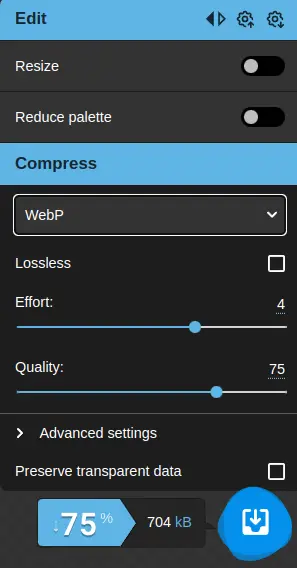 Edit
Resize
Reduce palette
Compress
WebP
Lossless
Effort: 4
Quality: 75
Advanced settings
Preserve transparent data
↓75 % 704 kB